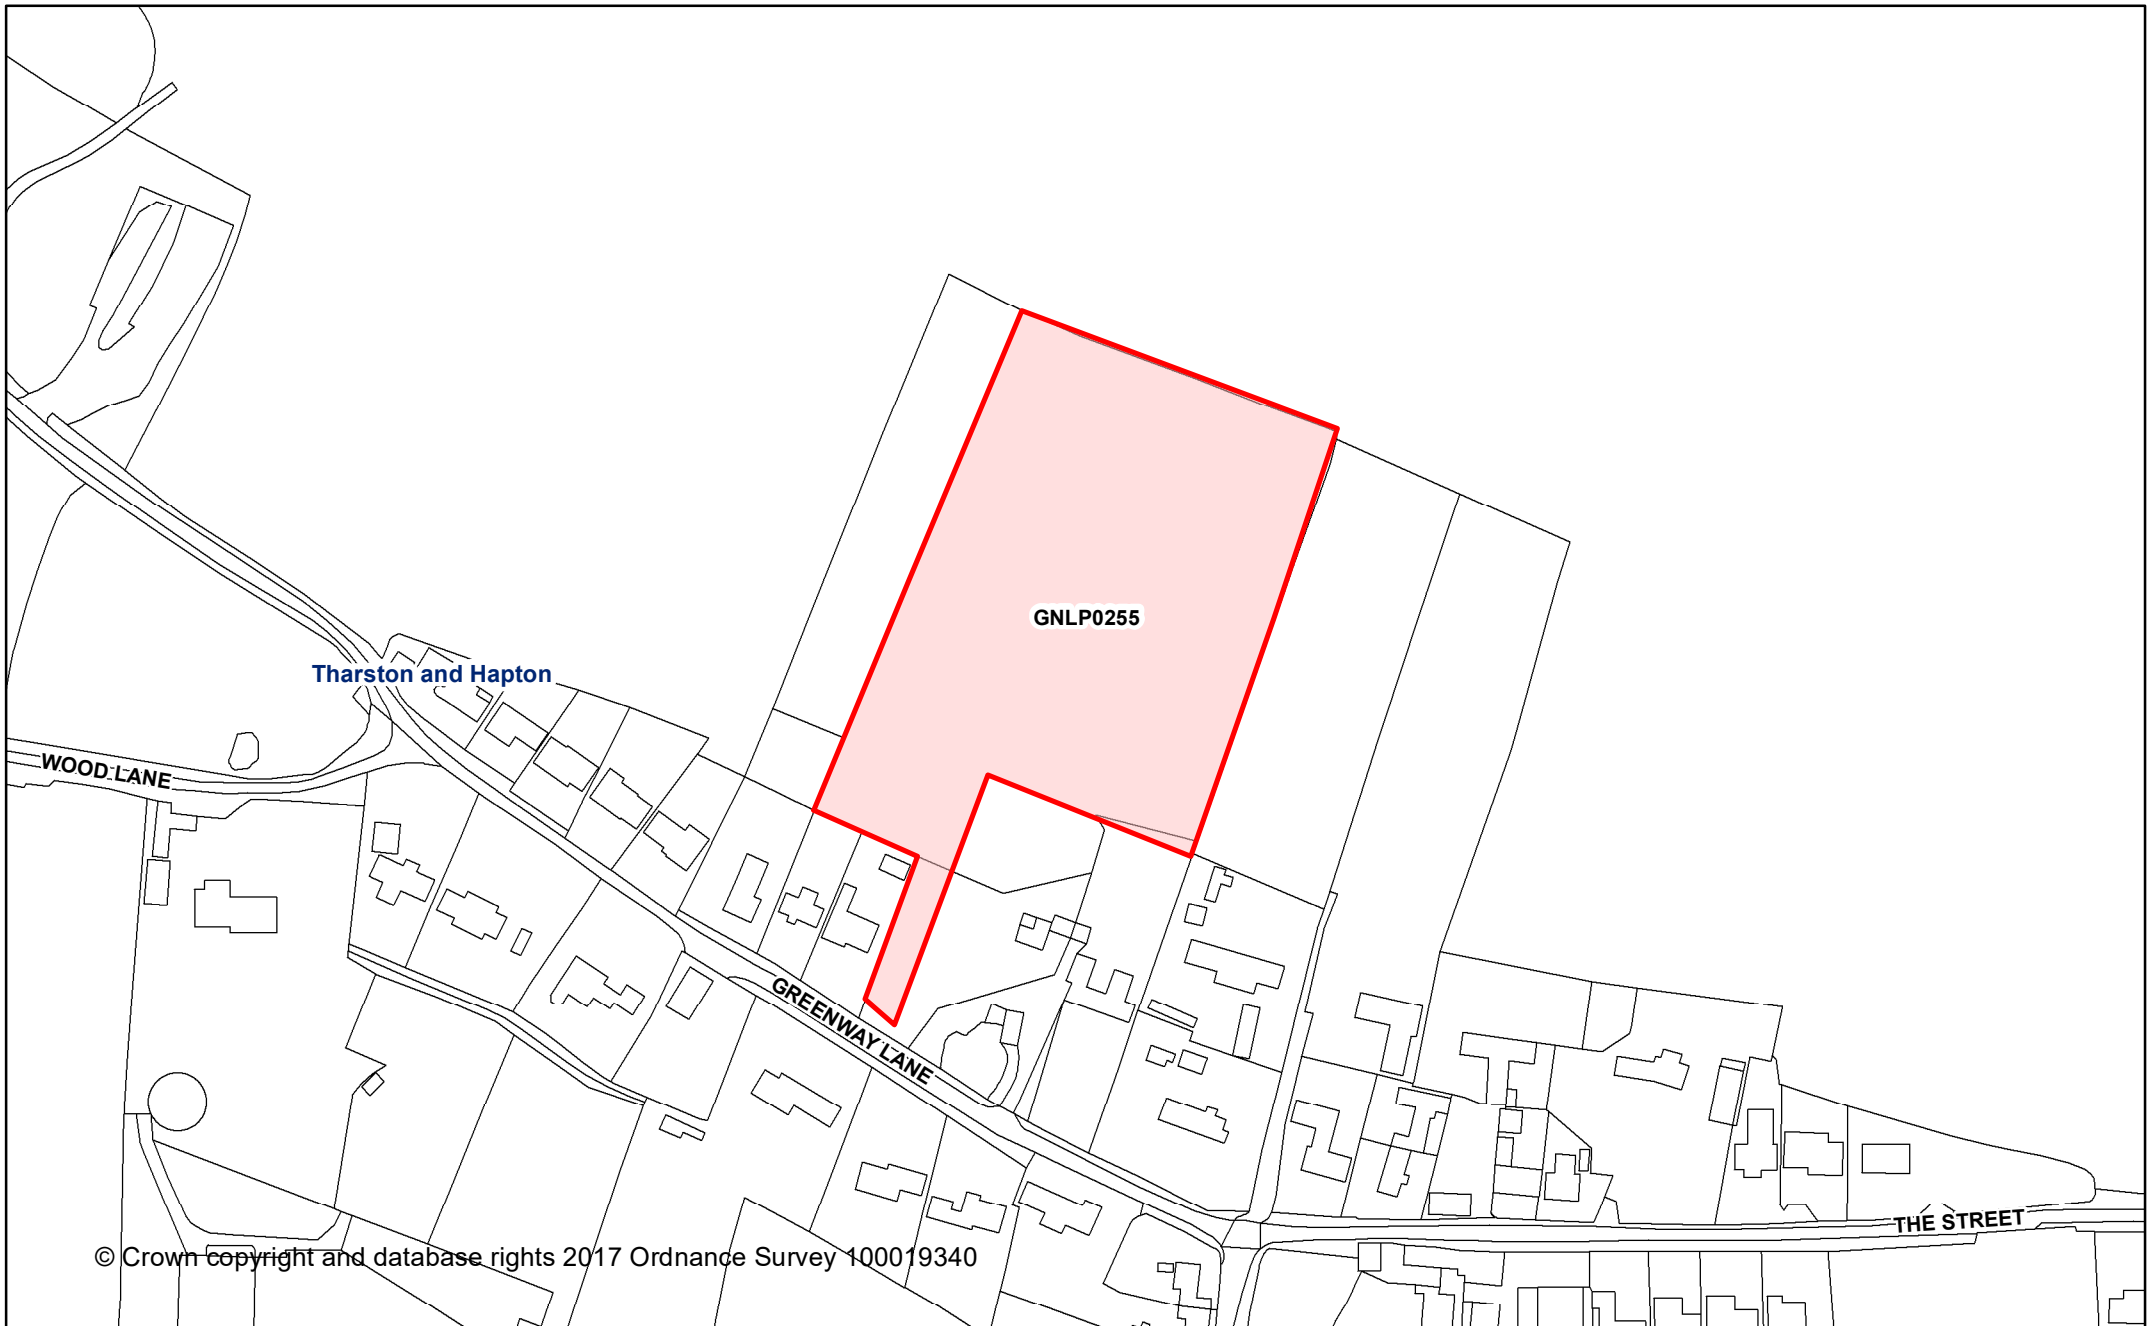 GNLP0255
Tharston and Hapton
WOOD LANE
GREENWAY LANE
THE STREET
© Crown copyright and database rights 2017 Ordnance Survey 100019340